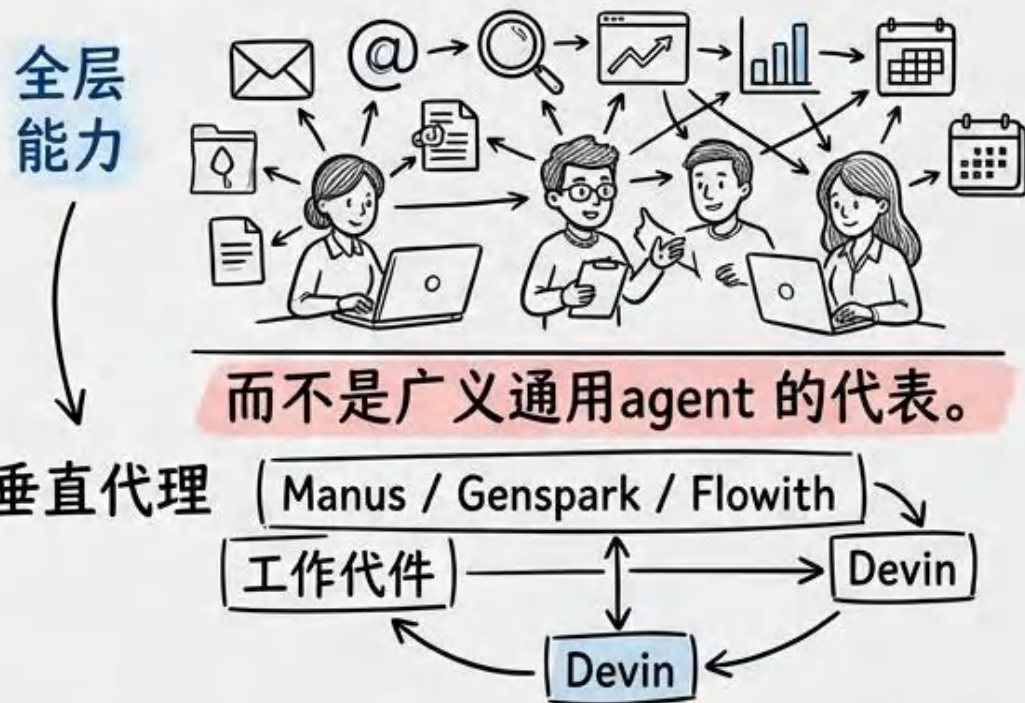 全层
能力
@
而不是广义通用agent 的代表。
垂直代理
Manus / Genspark / Flowith
工作代件
Devin
Devin